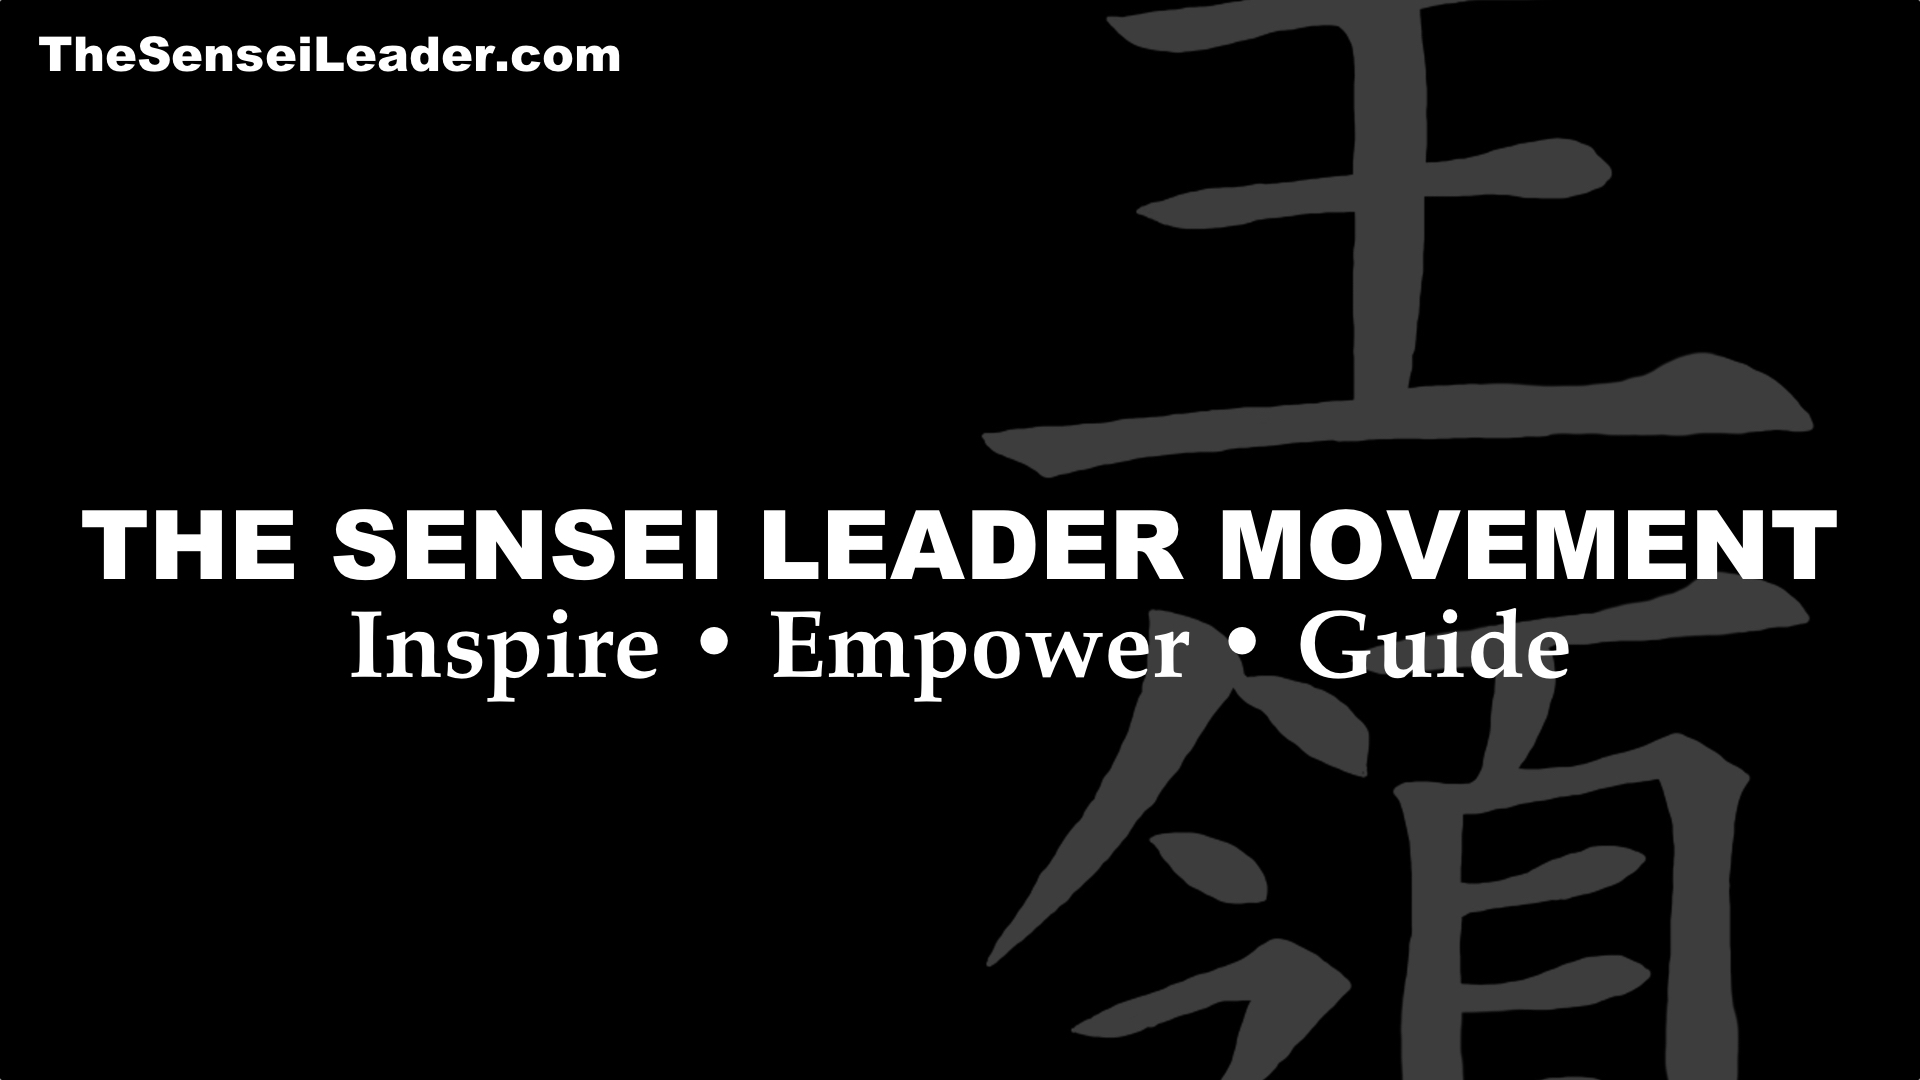 TheSenseiLeader.com
THE SENSEI LEADER MOVEMENT
Inspire • Empower • Guide